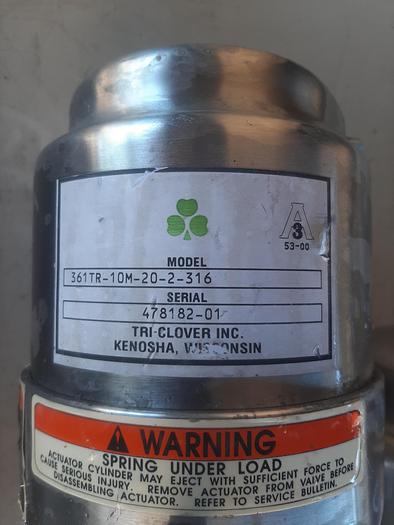 A
3
53-00
MODEL
361TR-10M-20-2-316
SERIAL
478182-01
TRI-CLOVER INC.
KENOSHA, WISCONSIN
WARNING
SPRING UNDER LOAD
ACTUATOR CYLINDER MAY EJECT WITH SUFFICIENT FORCE TO
CAUSE SERIOUS INJURY. REMOVE ACTUATOR FROM VALVE BEFORE
DISASSEMBLING ACTUATOR. REFER TO SERVICE BULLETIN.